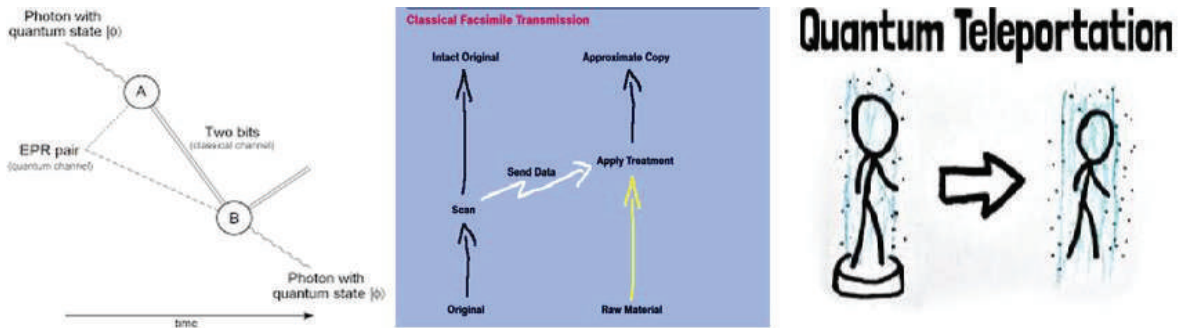 Photon with
quantum state |ϕ⟩
A
EPR pair
(quantum channel)
Two bits
(classical channel)
B
Photon with
quantum state |ϕ⟩
time
Classical Facsimile Transmission
Intact Original
Approximate Copy
Send Data
Apply Treatment
Scan
Original
Raw Material
Quantum Teleportation